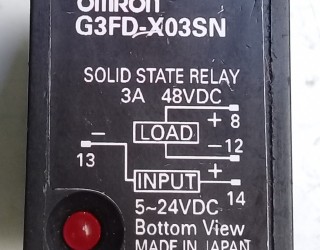 OMRON
G3FD-X03SN
SOLID STATE RELAY
3A 48VDC
+ 8
LOAD
− −12
13
INPUT +
14
5~24VDC
Bottom View
MADE IN JAPAN